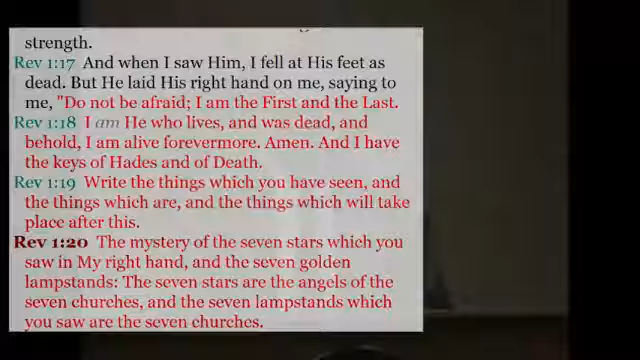 strength.
Rev 1:17 And when I saw Him, I fell at His feet as
dead. But He laid His right hand on me, saying to
me, "Do not be afraid; I am the First and the Last.
Rev 1:18 I am He who lives, and was dead, and
behold, I am alive forevermore. Amen. And I have
the keys of Hades and of Death.
Rev 1:19 Write the things which you have seen, and
the things which are, and the things which will take
place after this.
Rev 1:20 The mystery of the seven stars which you
saw in My right hand, and the seven golden
lampstands: The seven stars are the angels of the
seven churches, and the seven lampstands which
you saw are the seven churches.